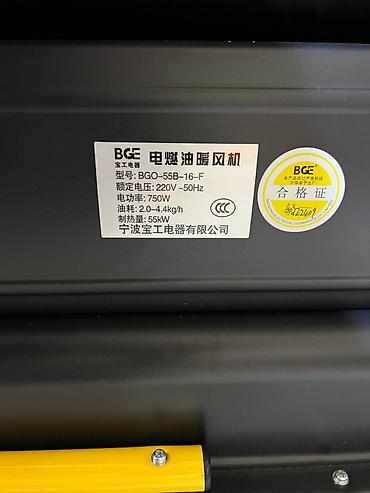 BGE 宝工电器 电燃油暖风机
型号: BGO-55B-16-F
额定电压: 220V ~50Hz
电功率: 750W
油耗: 2.0-4.4kg/h
制热量: 55kW
宁波宝工电器有限公司
CCC
BGE
合格证